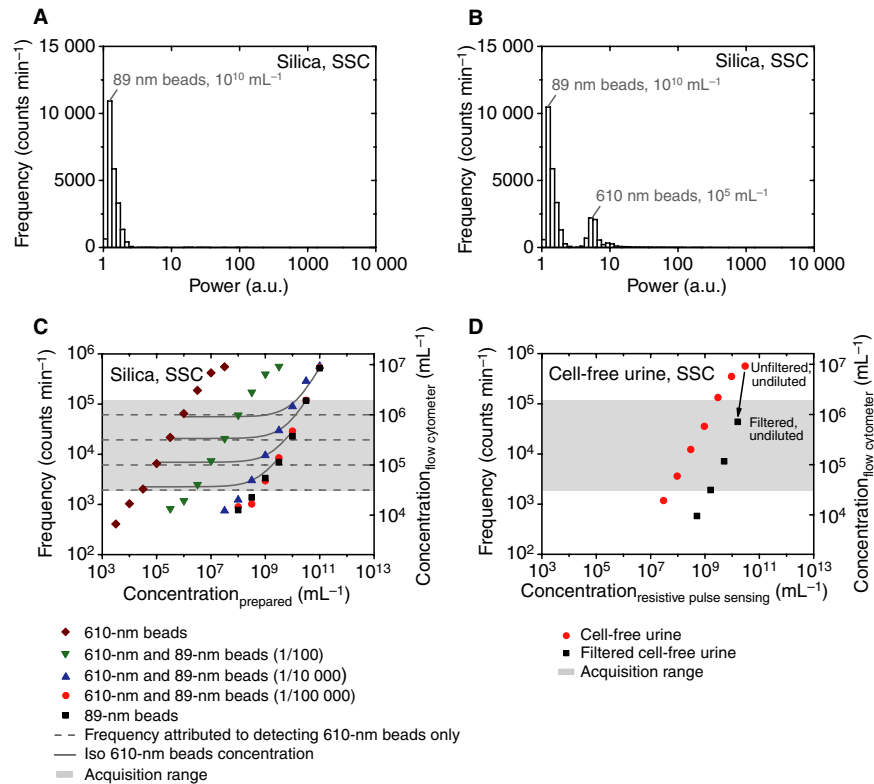 A
15 000
10 000
5000
0
Frequency (counts min⁻¹)
Silica, SSC
89 nm beads, 10¹⁰ mL⁻¹
1
10
100
1000
10 000
Power (a.u.)
B
15 000
10 000
5000
0
Frequency (counts min⁻¹)
Silica, SSC
89 nm beads, 10¹⁰ mL⁻¹
610 nm beads, 10⁵ mL⁻¹
1
10
100
1000
10 000
Power (a.u.)
C
10⁶
10⁵
10⁴
10³
10²
Frequency (counts min⁻¹)
Silica, SSC
10⁷
10⁶
10⁵
10⁴
Concentration flow cytometer (mL⁻¹)
10³ 10⁵ 10⁷ 10⁹ 10¹¹ 10¹³
Concentration prepared (mL⁻¹)
610-nm beads
610-nm and 89-nm beads (1/100)
610-nm and 89-nm beads (1/10 000)
610-nm and 89-nm beads (1/100 000)
89-nm beads
Frequency attributed to detecting 610-nm beads only
Iso 610-nm beads concentration
Acquisition range
D
10⁶
10⁵
10⁴
10³
10²
Frequency (counts min⁻¹)
Cell-free urine, SSC
Unfiltered,
undiluted
Filtered,
undiluted
10⁷
10⁶
10⁵
10⁴
Concentration flow cytometer (mL⁻¹)
10³ 10⁵ 10⁷ 10⁹ 10¹¹ 10¹³
Concentration resistive pulse sensing (mL⁻¹)
Cell-free urine
Filtered cell-free urine
Acquisition range